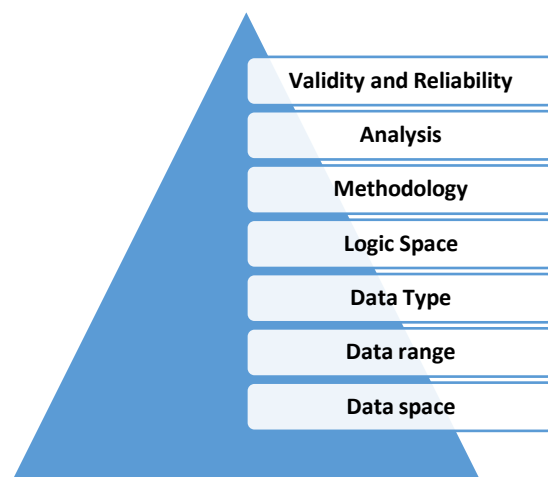 Validity and Reliability
Analysis
Methodology
Logic Space
Data Type
Data range
Data space